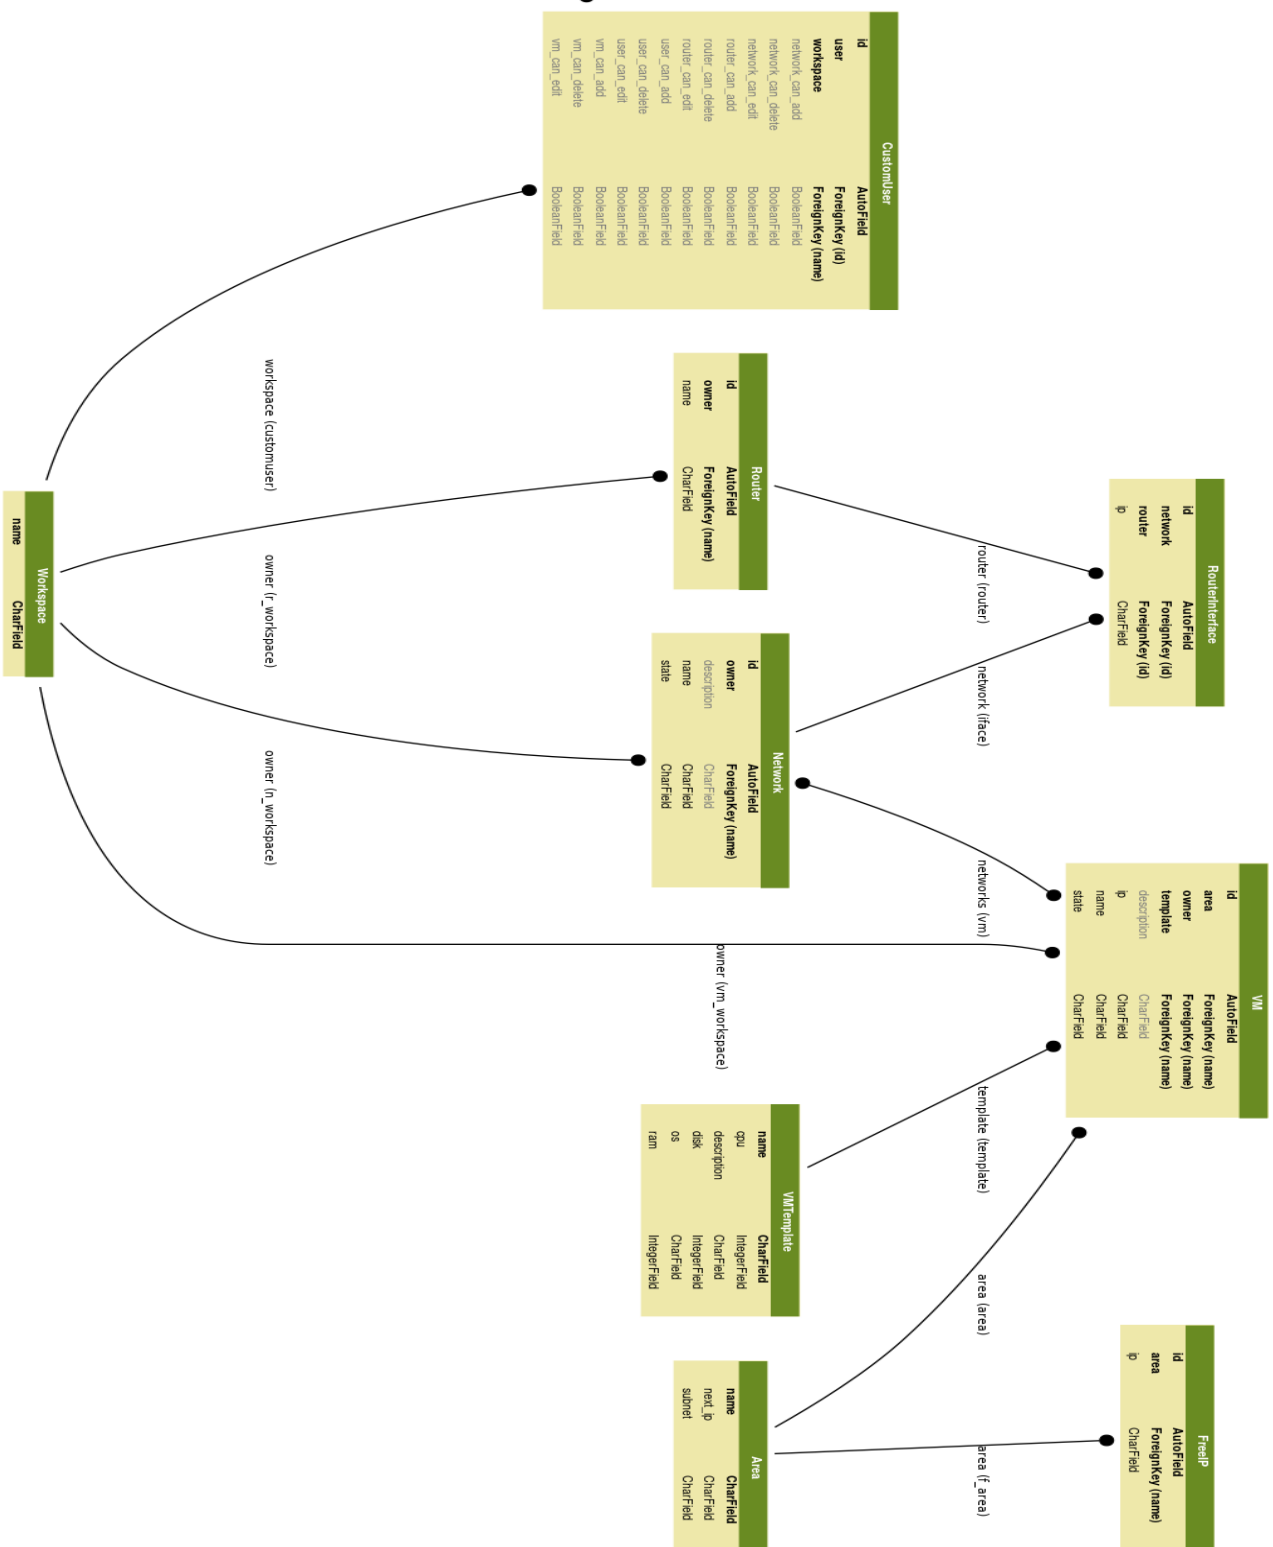 CustomUser
id AutoField
user ForeignKey (id)
workspace ForeignKey (name)
network_can_add BooleanField
network_can_delete BooleanField
network_can_edit BooleanField
router_can_add BooleanField
router_can_delete BooleanField
router_can_edit BooleanField
user_can_add BooleanField
user_can_delete BooleanField
user_can_edit BooleanField
vm_can_add BooleanField
vm_can_delete BooleanField
vm_can_edit BooleanField
RouterInterface
id AutoField
network ForeignKey (id)
router ForeignKey (id)
ip CharField
VM
id AutoField
area ForeignKey (name)
owner ForeignKey (name)
template ForeignKey (name)
description CharField
ip CharField
name CharField
state CharField
FreeIP
id AutoField
area ForeignKey (name)
ip CharField
router (router)
network (iface)
networks (vm)
template (template)
area (area)
area (f_area)
Router
id AutoField
owner ForeignKey (name)
name CharField
Network
id AutoField
owner ForeignKey (name)
description CharField
name CharField
state CharField
owner (vm_workspace)
VMTemplate
name CharField
cpu IntegerField
description CharField
disk IntegerField
os CharField
ram IntegerField
Area
name CharField
next_ip CharField
subnet CharField
workspace (customuser)
owner (r_workspace)
owner (n_workspace)
Workspace
name CharField